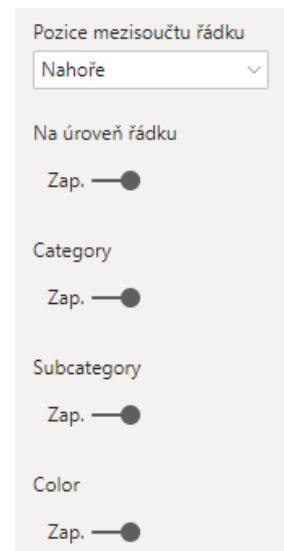 Pozice mezisoučtu řádku
Nahoře
Na úroveň řádku
Zap.
Category
Zap.
Subcategory
Zap.
Color
Zap.